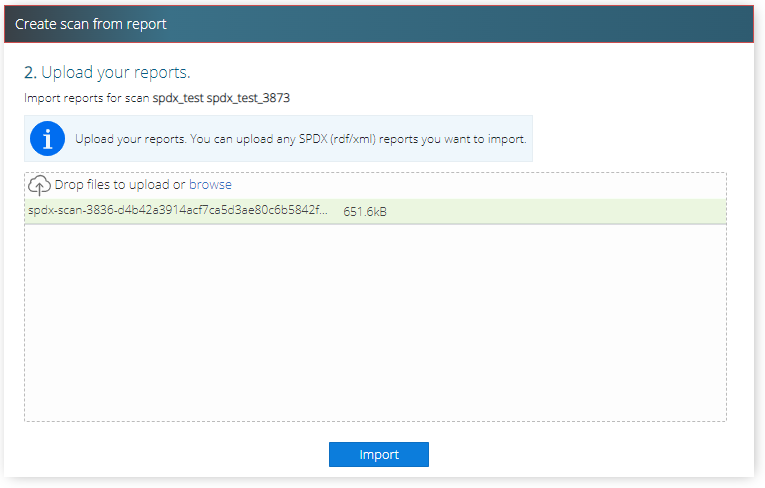 Create scan from report
2. Upload your reports.
Import reports for scan spdx_test spdx_test_3873
i Upload your reports. You can upload any SPDX (rdf/xml) reports you want to import.
Drop files to upload or browse
spdx-scan-3836-d4b42a3914acf7ca5d3ae80c6b5842f... 651.6kB
Import